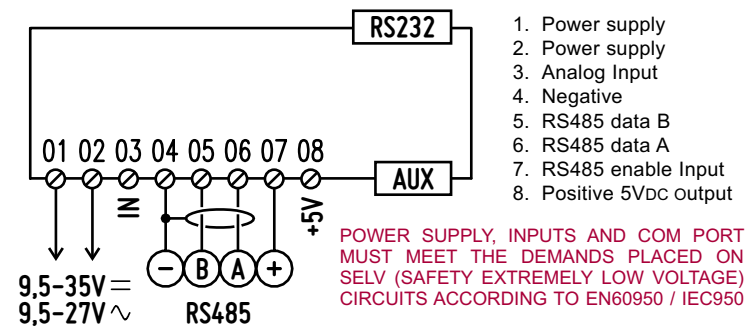 RS232
01 02 03 04 05 06 07 08
IN
+5V
AUX
- B A +
9,5-35V ⎓
9,5-27V ∿
RS485
1. Power supply
2. Power supply
3. Analog Input
4. Negative
5. RS485 data B
6. RS485 data A
7. RS485 enable Input
8. Positive 5VDC Output
POWER SUPPLY, INPUTS AND COM PORT
MUST MEET THE DEMANDS PLACED ON
SELV (SAFETY EXTREMELY LOW VOLTAGE)
CIRCUITS ACCORDING TO EN60950 / IEC950